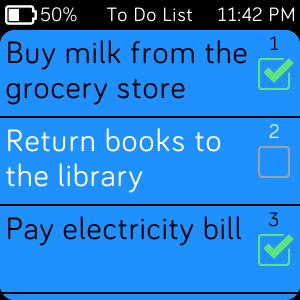 50% To Do List 11:42 PM
Buy milk from the
grocery store
1
Return books to
the library
2
Pay electricity bill
3